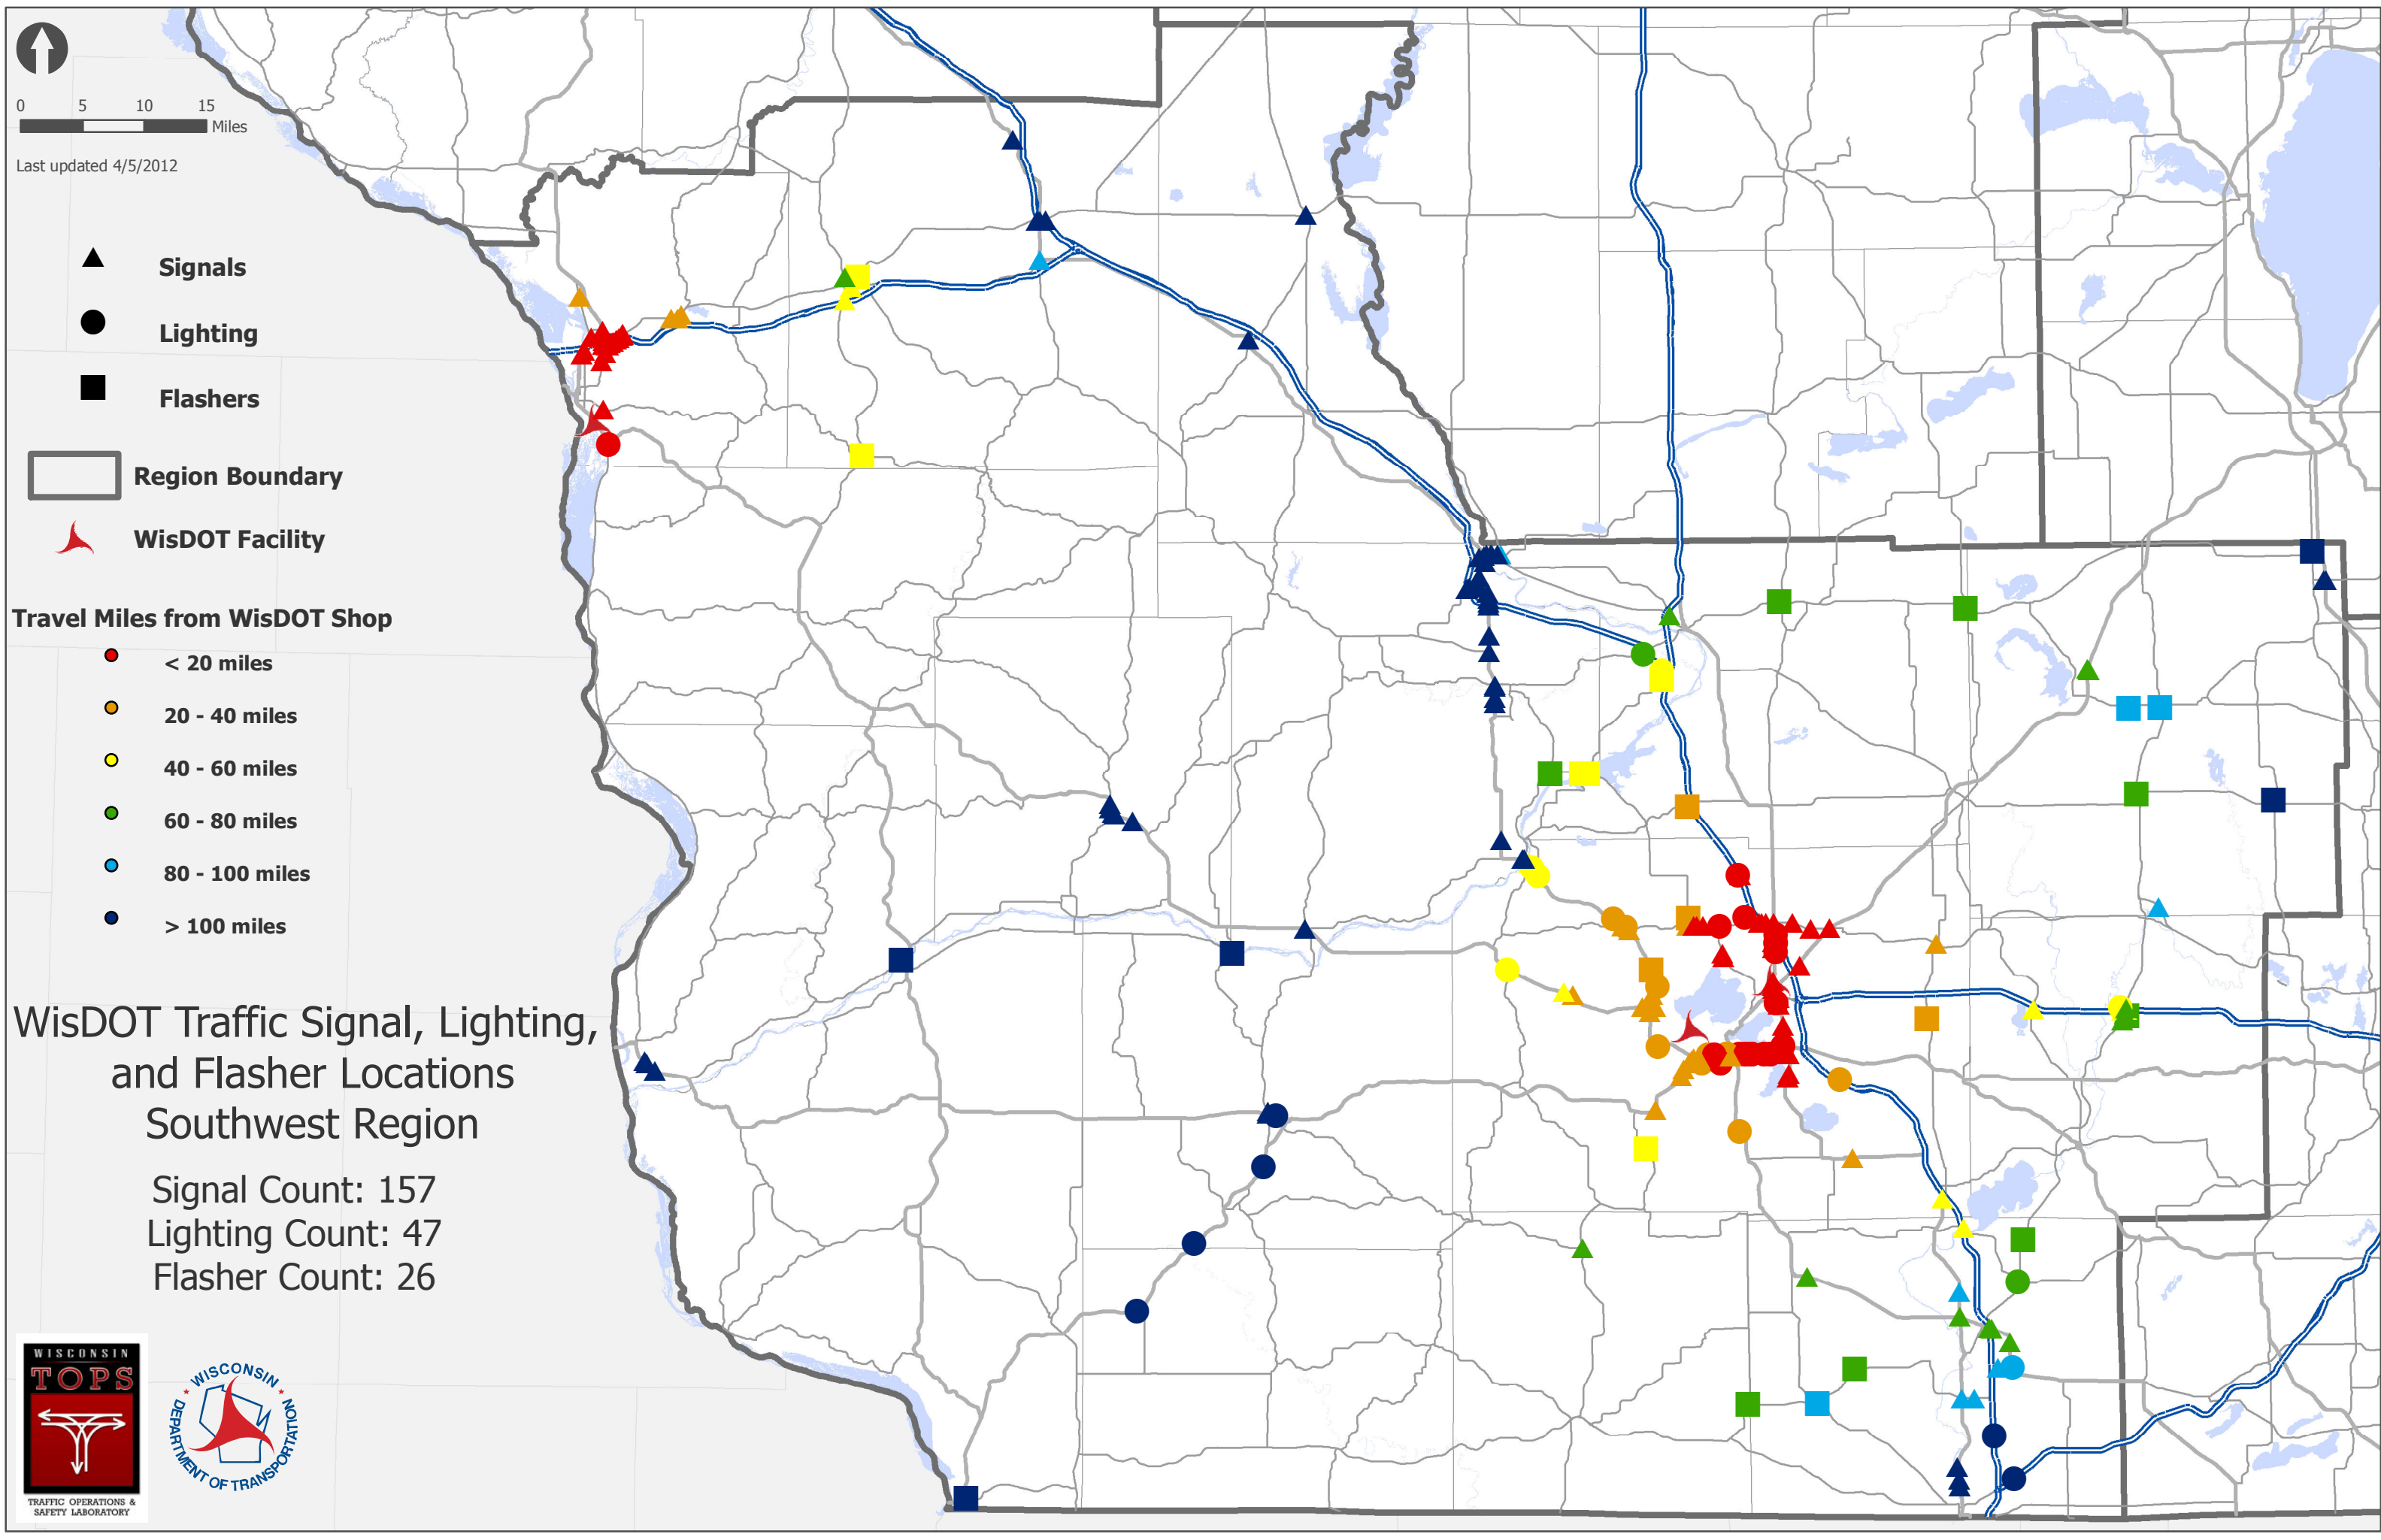 0 5 10 15
Miles
Last updated 4/5/2012
Signals
Lighting
Flashers
Region Boundary
WisDOT Facility
Travel Miles from WisDOT Shop
< 20 miles
20 - 40 miles
40 - 60 miles
60 - 80 miles
80 - 100 miles
> 100 miles
WisDOT Traffic Signal, Lighting,
and Flasher Locations
Southwest Region
Signal Count: 157
Lighting Count: 47
Flasher Count: 26
WISCONSIN
TOPS
TRAFFIC OPERATIONS &
SAFETY LABORATORY
WISCONSIN
DEPARTMENT OF TRANSPORTATION